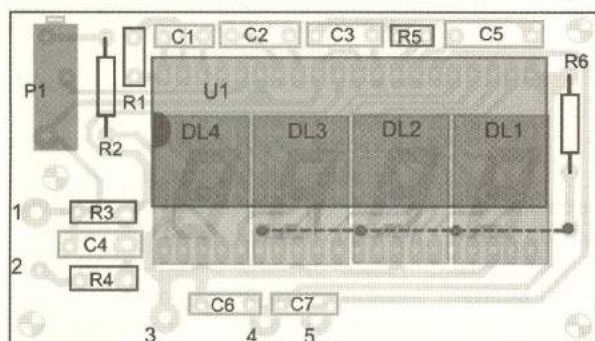 C1 C2 C3 R5 C5
P1 R1 U1 R6
R2 DL4 DL3 DL2 DL1
1 R3
C4
2 R4
C6 C7
3 4 5